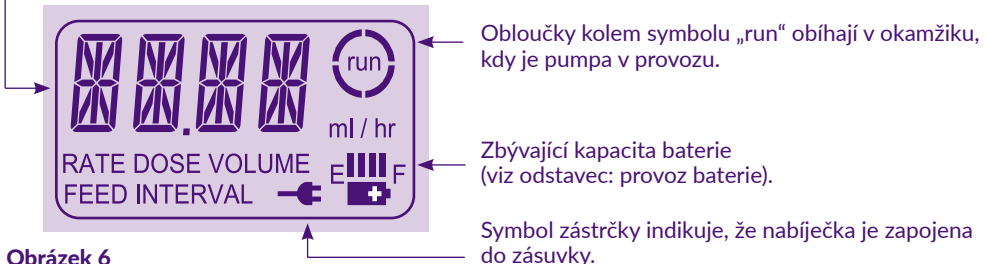 run
ml / hr
RATE DOSE VOLUME
FEED INTERVAL
E F
Obloučky kolem symbolu „run“ obíhají v okamžiku,
kdy je pumpa v provozu.
Zbývající kapacita baterie
(viz odstavec: provoz baterie).
Symbol zástrčky indikuje, že nabíječka je zapojena
do zásuvky.
Obrázek 6